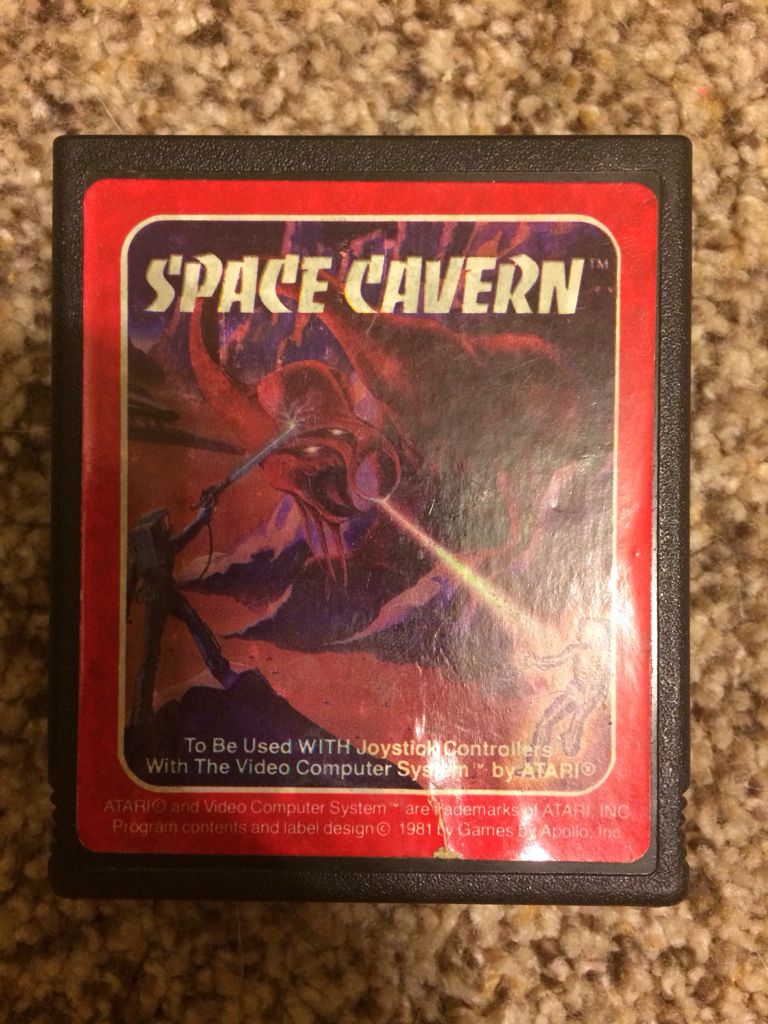 SPACE CAVERN™
To Be Used WITH Joystick Controllers
With The Video Computer System™ by ATARI®
ATARI® and Video Computer System™ are trademarks of ATARI, INC
Program contents and label design© 1981 by Games by Apollo, Inc.